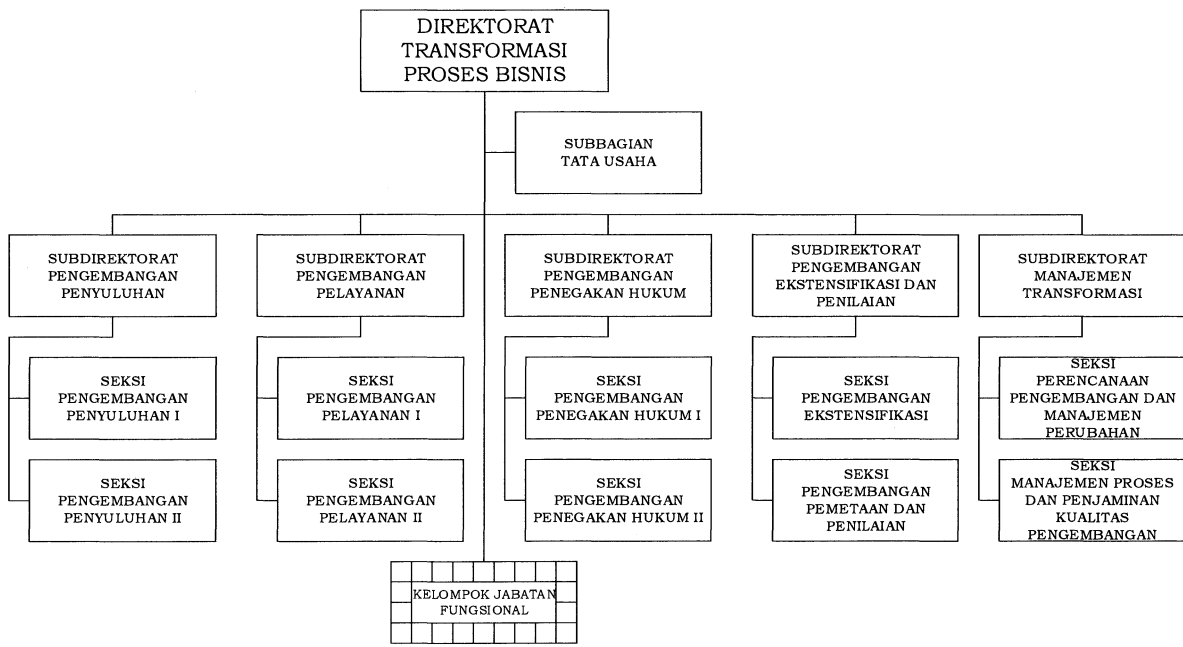 DIREKTORAT
TRANSFORMASI
PROSES BISNIS
SUBBAGIAN
TATA USAHA
SUBDIREKTORAT
PENGEMBANGAN
PENYULUHAN
SUBDIREKTORAT
PENGEMBANGAN
PELAYANAN
SUBDIREKTORAT
PENGEMBANGAN
PENEGAKAN HUKUM
SUBDIREKTORAT
PENGEMBANGAN
EKSTENSIFIKASI DAN
PENILAIAN
SUBDIREKTORAT
MANAJEMEN
TRANSFORMASI
SEKSI
PENGEMBANGAN
PENYULUHAN I
SEKSI
PENGEMBANGAN
PELAYANAN I
SEKSI
PENGEMBANGAN
PENEGAKAN HUKUM I
SEKSI
PENGEMBANGAN
EKSTENSIFIKASI
SEKSI
PERENCANAAN
PENGEMBANGAN DAN
MANAJEMEN
PERUBAHAN
SEKSI
PENGEMBANGAN
PENYULUHAN II
SEKSI
PENGEMBANGAN
PELAYANAN II
SEKSI
PENGEMBANGAN
PENEGAKAN HUKUM II
SEKSI
PENGEMBANGAN
PEMETAAN DAN
PENILAIAN
SEKSI
MANAJEMEN PROSES
DAN PENJAMINAN
KUALITAS
PENGEMBANGAN
KELOMPOK JABATAN
FUNGSIONAL